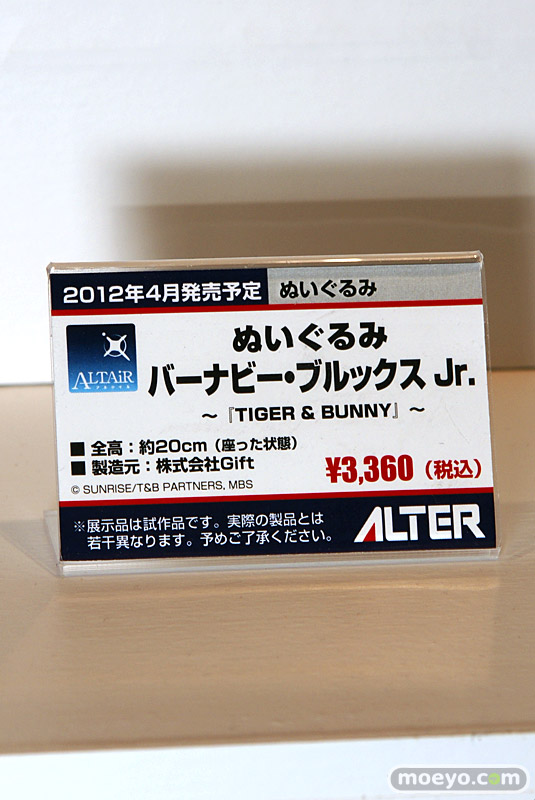 2012年4月発売予定 ぬいぐるみ
ALTAiR
アルタイル
ぬいぐるみ
バーナビー・ブルックス Jr.
～『TIGER & BUNNY』～
■ 全高：約20cm（座った状態）
■ 製造元：株式会社Gift
¥3,360（税込）
© SUNRISE/T&B PARTNERS, MBS
※展示品は試作品です。実際の製品とは
若干異なります。予めご了承ください。
ALTER
moeyo.com